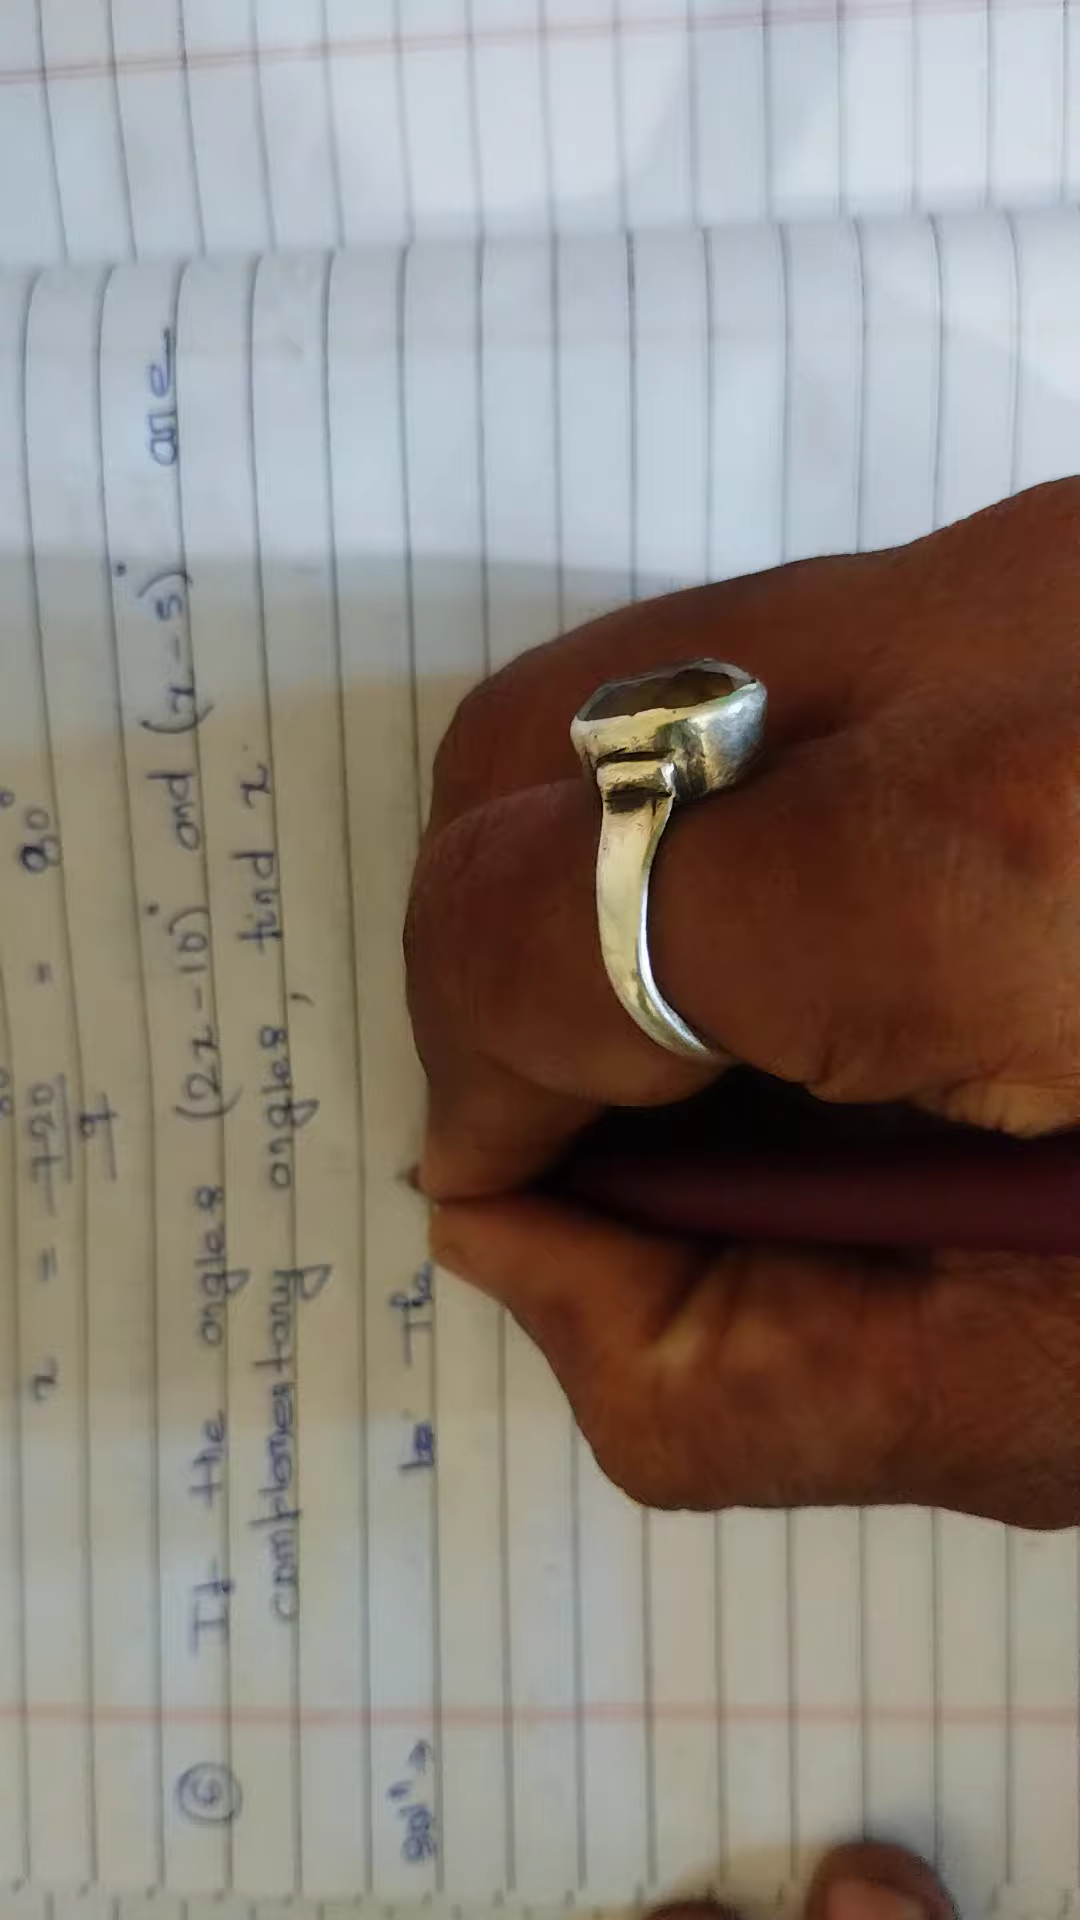 x = 720 = 80°
9
⑥ If the angles (2x-10)° and (x-5)° are
complementary angles, find x.
Sol'n → The